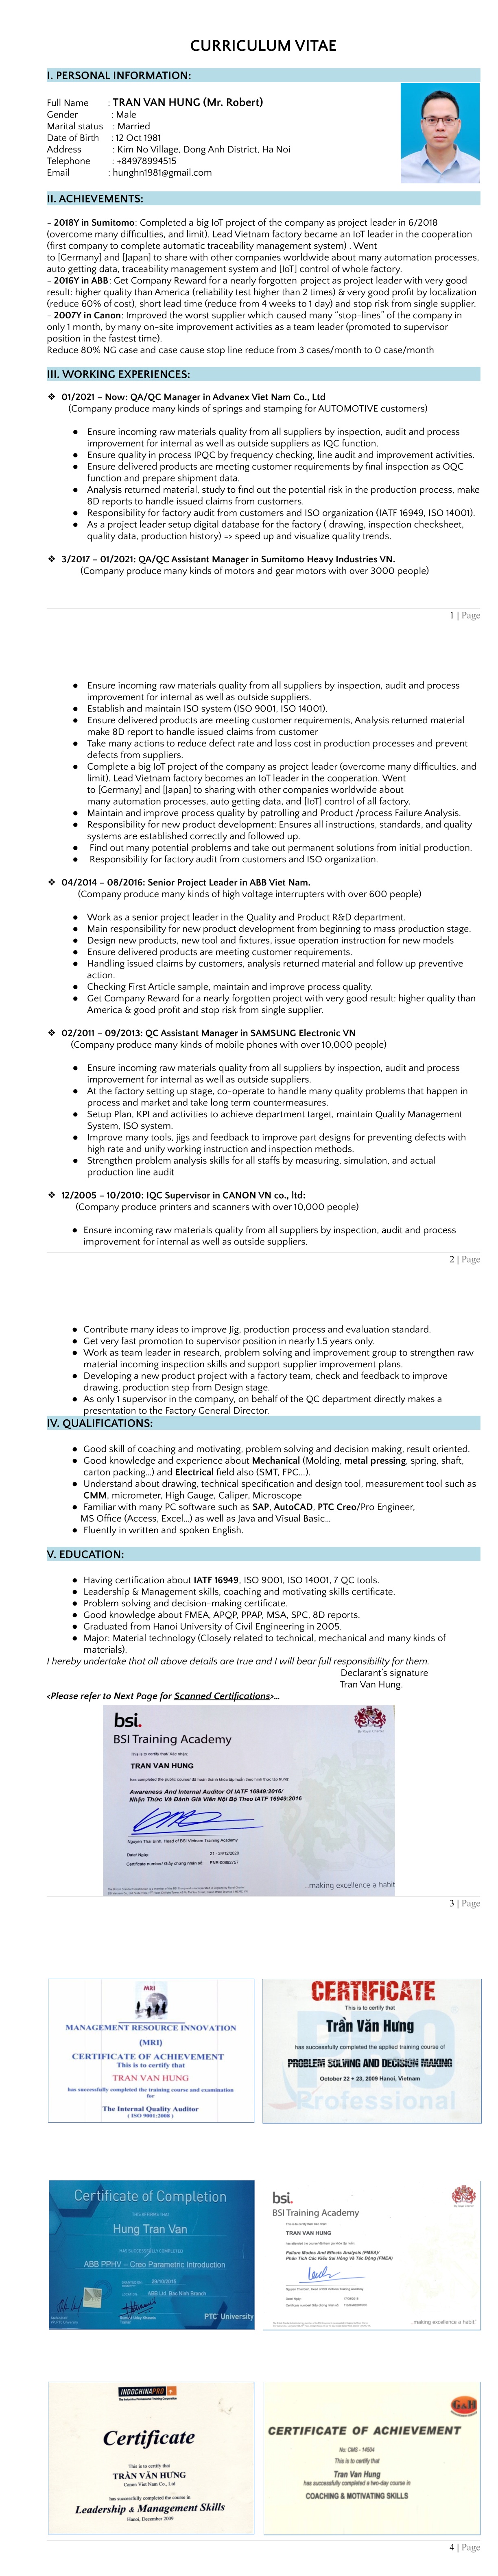 CURRICULUM VITAE
I. PERSONAL INFORMATION:
Full Name : TRAN VAN HUNG (Mr. Robert)
Gender : Male
Marital status : Married
Date of Birth : 12 Oct 1981
Address : Kim No Village, Dong Anh District, Ha Noi
Telephone : +84978994515
Email : hunghn1981@gmail.com
II. ACHIEVEMENTS:
- 2018Y in Sumitomo: Completed a big IoT project of the company as project leader in 6/2018
(overcome many difficulties, and limit). Lead Vietnam factory became an IoT leader in the cooperation
(first company to complete automatic traceability management system) . Went
to [Germany] and [Japan] to share with other companies worldwide about many automation processes,
auto getting data, traceability management system and [IoT] control of whole factory.
- 2016Y in ABB: Get Company Reward for a nearly forgotten project as project leader with very good
result: higher quality than America (reliability test higher than 2 times) & very good profit by localization
(reduce 60% of cost), short lead time (reduce from 4 weeks to 1 day) and stop risk from single supplier.
- 2007Y in Canon: Improved the worst supplier which caused many "stop-lines" of the company in
only 1 month, by many on-site improvement activities as a team leader (promoted to supervisor
position in the fastest time).
Reduce 80% NG case and case cause stop line reduce from 3 cases/month to 0 case/month
III. WORKING EXPERIENCES:
❖ 01/2021 – Now: QA/QC Manager in Advanex Viet Nam Co., Ltd
(Company produce many kinds of springs and stamping for AUTOMOTIVE customers)
● Ensure incoming raw materials quality from all suppliers by inspection, audit and process
improvement for internal as well as outside suppliers as IQC function.
● Ensure quality in process IPQC by frequency checking, line audit and improvement activities.
● Ensure delivered products are meeting customer requirements by final inspection as OQC
function and prepare shipment data.
● Analysis returned material, study to find out the potential risk in the production process, make
8D reports to handle issued claims from customers.
● Responsibility for factory audit from customers and ISO organization (IATF 16949, ISO 14001).
● As a project leader setup digital database for the factory ( drawing, inspection checksheet,
quality data, production history) => speed up and visualize quality trends.
❖ 3/2017 – 01/2021: QA/QC Assistant Manager in Sumitomo Heavy Industries VN.
(Company produce many kinds of motors and gear motors with over 3000 people)
1 | Page
● Ensure incoming raw materials quality from all suppliers by inspection, audit and process
improvement for internal as well as outside suppliers.
● Establish and maintain ISO system (ISO 9001, ISO 14001).
● Ensure delivered products are meeting customer requirements, Analysis returned material
make 8D report to handle issued claims from customer
● Take many actions to reduce defect rate and loss cost in production processes and prevent
defects from suppliers.
● Complete a big IoT project of the company as project leader (overcome many difficulties, and
limit). Lead Vietnam factory becomes an IoT leader in the cooperation. Went
to [Germany] and [Japan] to sharing with other companies worldwide about
many automation processes, auto getting data, and [IoT] control of all factory.
● Maintain and improve process quality by patrolling and Product /process Failure Analysis.
● Responsibility for new product development: Ensures all instructions, standards, and quality
systems are established correctly and followed up.
● Find out many potential problems and take out permanent solutions from initial production.
● Responsibility for factory audit from customers and ISO organization.
❖ 04/2014 – 08/2016: Senior Project Leader in ABB Viet Nam.
(Company produce many kinds of high voltage interrupters with over 600 people)
● Work as a senior project leader in the Quality and Product R&D department.
● Main responsibility for new product development from beginning to mass production stage.
● Design new products, new tool and fixtures, issue operation instruction for new models
● Ensure delivered products are meeting customer requirements.
● Handling issued claims by customers, analysis returned material and follow up preventive
action.
● Checking First Article sample, maintain and improve process quality.
● Get Company Reward for a nearly forgotten project with very good result: higher quality than
America & good profit and stop risk from single supplier.
❖ 02/2011 – 09/2013: QC Assistant Manager in SAMSUNG Electronic VN
(Company produce many kinds of mobile phones with over 10,000 people)
● Ensure incoming raw materials quality from all suppliers by inspection, audit and process
improvement for internal as well as outside suppliers.
● At the factory setting up stage, co-operate to handle many quality problems that happen in
process and market and take long term countermeasures.
● Setup Plan, KPI and activities to achieve department target, maintain Quality Management
System, ISO system.
● Improve many tools, jigs and feedback to improve part designs for preventing defects with
high rate and unify working instruction and inspection methods.
● Strengthen problem analysis skills for all staffs by measuring, simulation, and actual
production line audit
❖ 12/2005 – 10/2010: IQC Supervisor in CANON VN co., ltd:
(Company produce printers and scanners with over 10,000 people)
● Ensure incoming raw materials quality from all suppliers by inspection, audit and process
improvement for internal as well as outside suppliers.
2 | Page
● Contribute many ideas to improve Jig, production process and evaluation standard.
● Get very fast promotion to supervisor position in nearly 1.5 years only.
● Work as team leader in research, problem solving and improvement group to strengthen raw
material incoming inspection skills and support supplier improvement plans.
● Developing a new product project with a factory team, check and feedback to improve
drawing, production step from Design stage.
● As only 1 supervisor in the company, on behalf of the QC department directly makes a
presentation to the Factory General Director.
IV. QUALIFICATIONS:
● Good skill of coaching and motivating, problem solving and decision making, result oriented.
● Good knowledge and experience about Mechanical (Molding, metal pressing, spring, shaft,
carton packing...) and Electrical field also (SMT, FPC...).
● Understand about drawing, technical specification and design tool, measurement tool such as
CMM, micrometer, High Gauge, Caliper, Microscope
● Familiar with many PC software such as SAP, AutoCAD, PTC Creo/Pro Engineer,
MS Office (Access, Excel...) as well as Java and Visual Basic...
● Fluently in written and spoken English.
V. EDUCATION:
● Having certification about IATF 16949, ISO 9001, ISO 14001, 7 QC tools.
● Leadership & Management skills, coaching and motivating skills certificate.
● Problem solving and decision-making certificate.
● Good knowledge about FMEA, APQP, PPAP, MSA, SPC, 8D reports.
● Graduated from Hanoi University of Civil Engineering in 2005.
● Major: Material technology (Closely related to technical, mechanical and many kinds of
materials).
I hereby undertake that all above details are true and I will bear full responsibility for them.
Declarant's signature
Tran Van Hung.
<Please refer to Next Page for Scanned Certifications>...
bsi.
BSI Training Academy
This is to certify that/ Xác nhận:
TRAN VAN HUNG
Awareness And Internal Auditor Of IATF 16949:2016/
Nhận Thức Và Đánh Giá Viên Nội Bộ Theo IATF 16949:2016
Nguyen Thai Binh, Head of BSI Vietnam Training Academy
Date/ Ngày: 21 - 24/12/2020
Certificate number/ Giấy chứng nhận số:
...making excellence a habit
3 | Page
MRI
MANAGEMENT RESOURCE INNOVATION
(MRI)
CERTIFICATE OF ACHIEVEMENT
This is to certify that
TRAN VAN HUNG
has successfully completed the training course and examination
for
The Internal Quality Auditor
( ISO 9001:2008 )
CERTIFICATE
This is to certify that
Trần Văn Hưng
has successfully completed the applied training course of
PROBLEM SOLVING AND DECISION MAKING
October 22 + 23, 2009 Hanoi, Vietnam
Professional
Certificate of Completion
Hung Tran Van
HAS SUCCESSFULLY COMPLETED
ABB PPHV – Creo Parametric Introduction
ABB Ltd. Bac Ninh Branch
PTC University
bsi.
BSI Training Academy
This is to certify that
TRAN VAN HUNG
Failure Modes And Effects Analysis (FMEA)/
Phân Tích Các Kiểu Sai Hỏng Và Tác Động (FMEA)
...making excellence a habit"
INDOCHINAPRO
The Indochina Professional Training Corporation
Certificate
This is to certify that
TRẦN VĂN HƯNG
Canon Viet Nam Co., Ltd
has successfully completed the course in
Leadership & Management Skills
Hanoi, December 2009
G&H
CERTIFICATE OF ACHIEVEMENT
No: CMS - 14504
This is to certify that
Tran Van Hung
has successfully completed a two-day course in
COACHING & MOTIVATING SKILLS
4 | Page